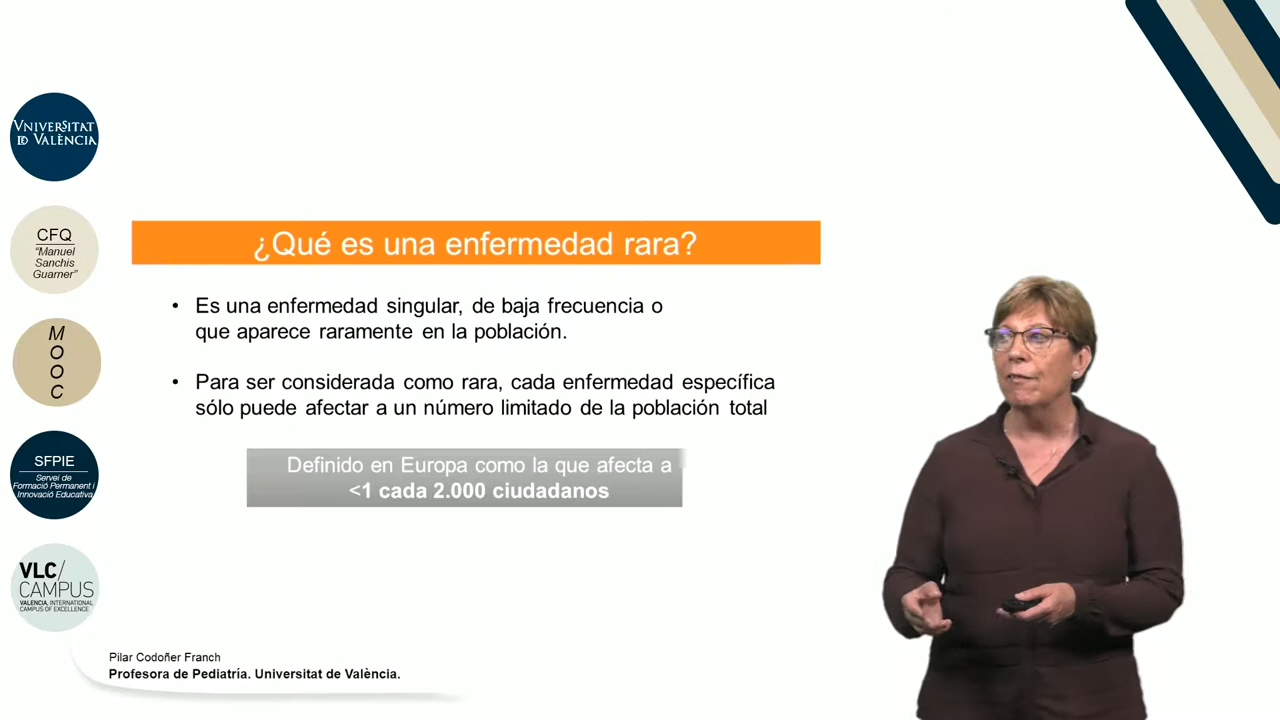 VNIVERSITAT
ID VALÈNCIA
CFQ
"Manuel
Sanchis
Guarner"
M
O
O
C
SFPIE
Servei de
Formació Permanent i
Innovació Educativa
VLC/
CAMPUS
VALENCIA, INTERNATIONAL
CAMPUS OF EXCELLENCE
¿Qué es una enfermedad rara?
• Es una enfermedad singular, de baja frecuencia o
que aparece raramente en la población.
• Para ser considerada como rara, cada enfermedad específica
sólo puede afectar a un número limitado de la población total
Definido en Europa como la que afecta a
<1 cada 2.000 ciudadanos
Pilar Codoñer Franch
Profesora de Pediatría. Universitat de València.